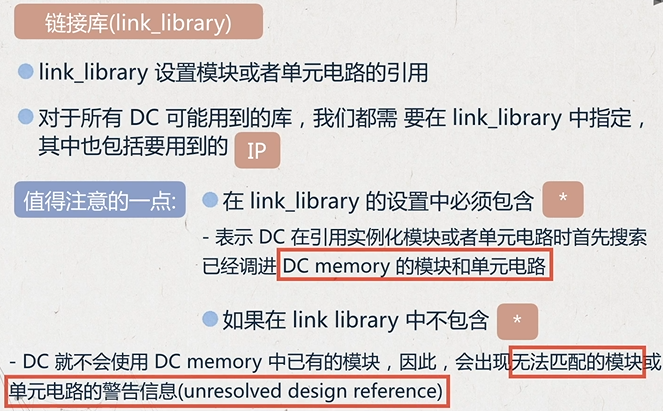 链接库(link_library)
link_library 设置模块或者单元电路的引用
对于所有 DC 可能用到的库，我们都需 要在 link_library 中指定，
其中也包括要用到的 IP
值得注意的一点: 在 link_library 的设置中必须包含 *
- 表示 DC 在引用实例化模块或者单元电路时首先搜索
已经调进 DC memory 的模块和单元电路
如果在 link library 中不包含 *
- DC 就不会使用 DC memory 中已有的模块，因此，会出现无法匹配的模块或
单元电路的警告信息(unresolved design reference)